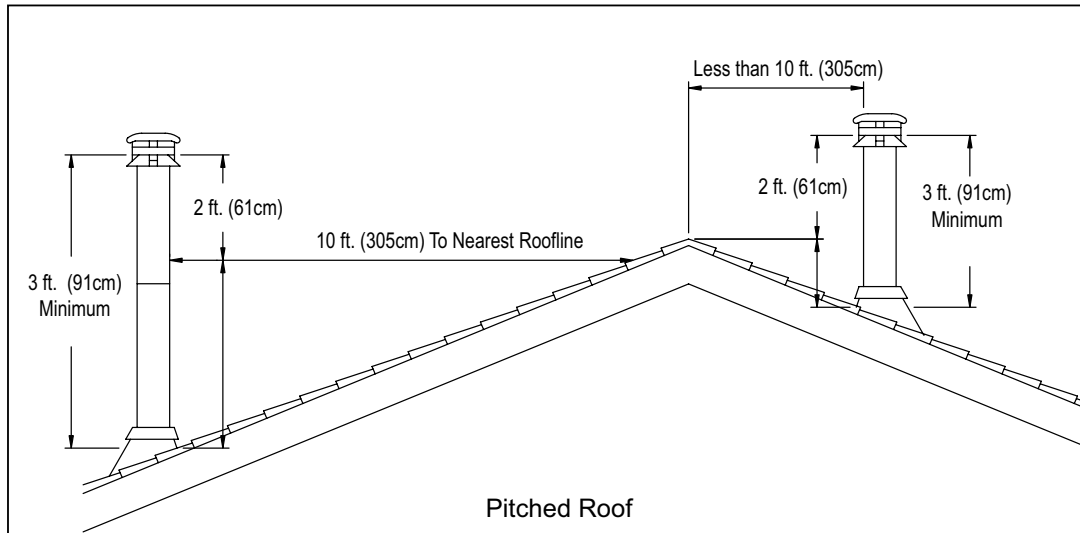 Less than 10 ft. (305cm)
2 ft. (61cm)
2 ft. (61cm)
3 ft. (91cm)
Minimum
10 ft. (305cm) To Nearest Roofline
3 ft. (91cm)
Minimum
Pitched Roof